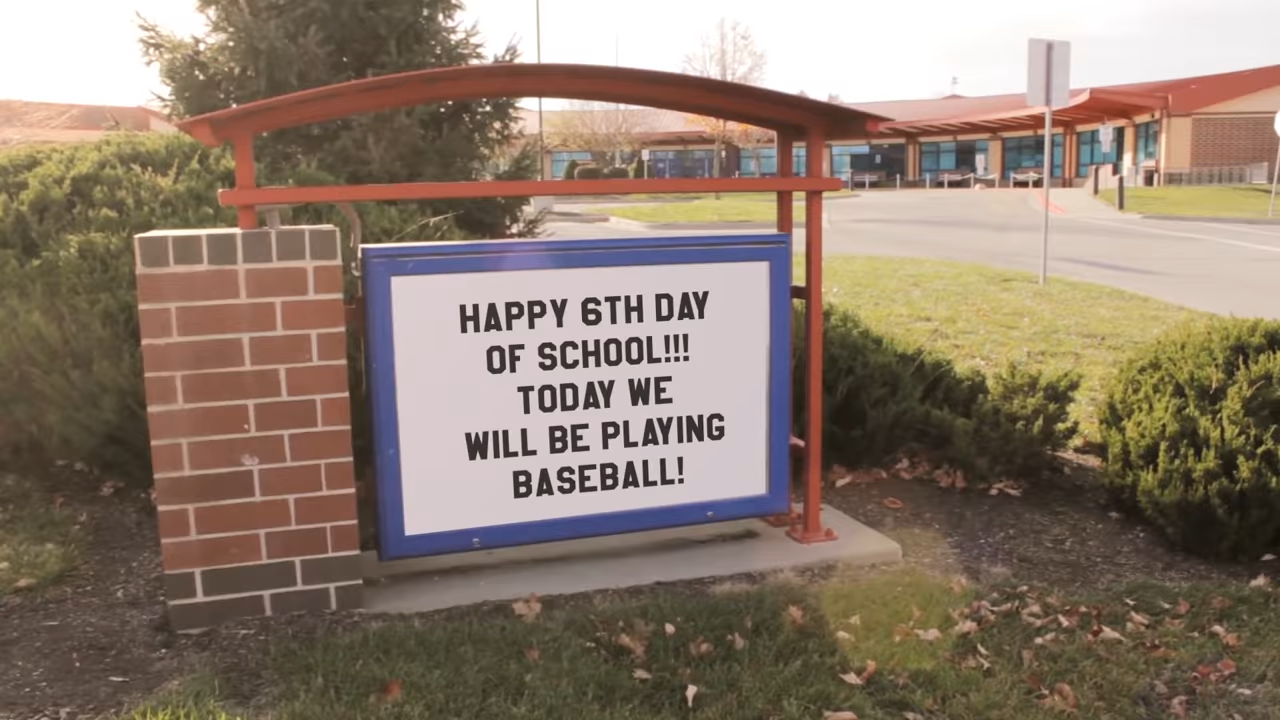 HAPPY 6TH DAY
OF SCHOOL!!!
TODAY WE
WILL BE PLAYING
BASEBALL!